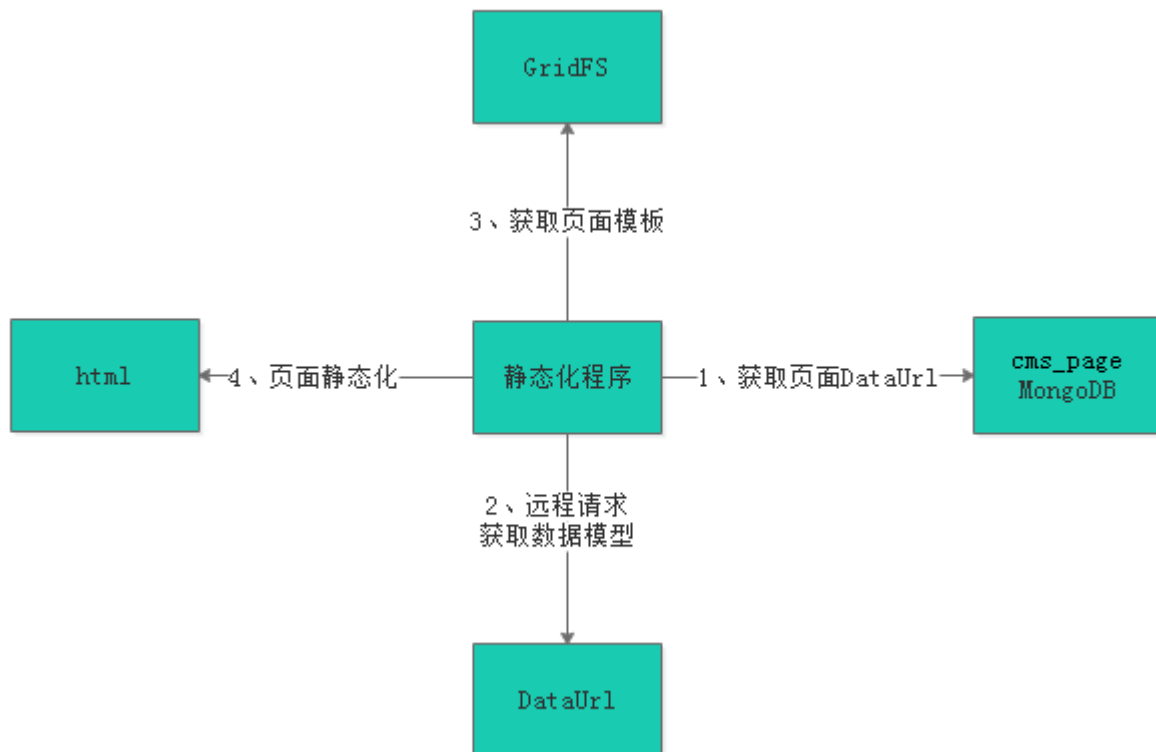 GridFS
3、获取页面模板
html
4、页面静态化
静态化程序
1、获取页面DataUrl
cms_page
MongoDB
2、远程请求
获取数据模型
DataUrl